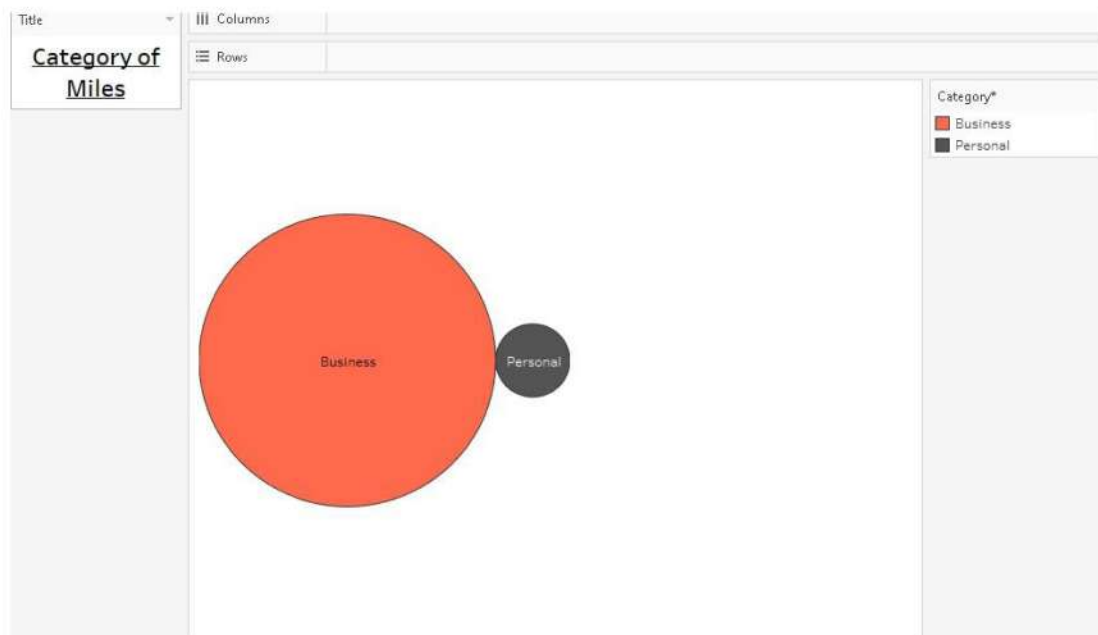 Title
Columns
Category of
Miles
Rows
Category*
Business
Personal
Business
Personal